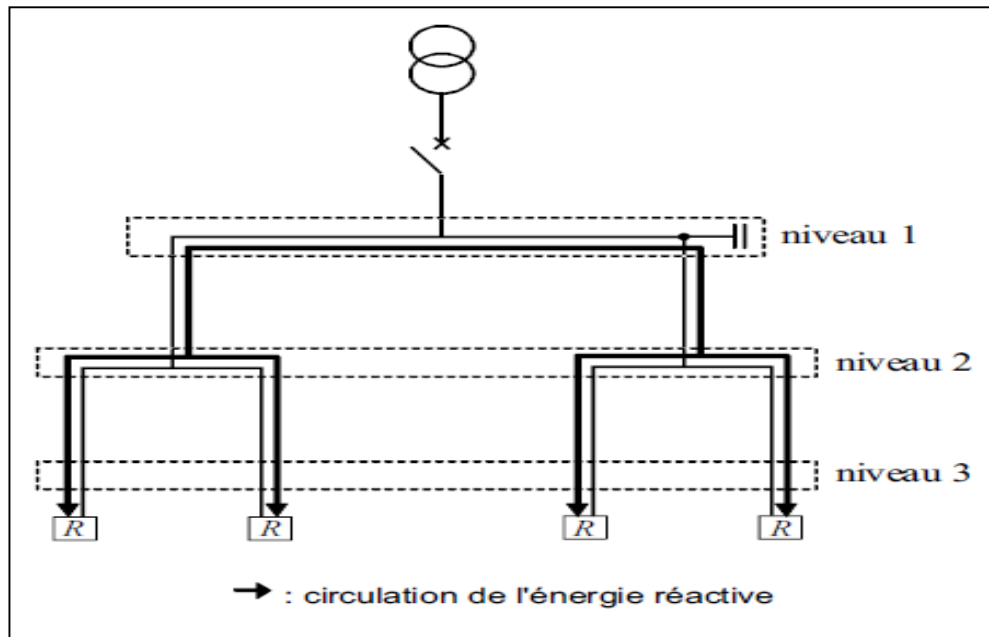 niveau 1
niveau 2
niveau 3
R R R R
: circulation de l'énergie réactive